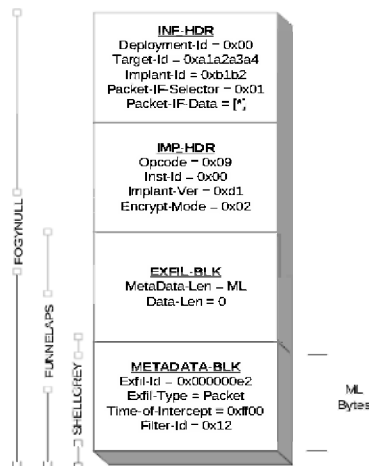 INF-HDR
Deployment-Id = 0x00
Target-Id = 0xa1a2a3a4
Implant-Id = 0xb1b2
Packet-IF-Selector = 0x01
Packet-IF-Data = [*]
IMP-HDR
Opcode = 0x09
Inst-Id = 0x00
Implant-Ver = 0xd1
Encrypt-Mode = 0x02
EXFIL-BLK
MetaData-Len = ML
Data-Len = 0
METADATA-BLK
Exfil-Id = 0x000000e2
Exfil-Type = Packet
Time-of-Intercept = 0xff00
Filter-Id = 0x12
FOGYNULL
FUNNELAPS
SHELLGREY
ML
Bytes